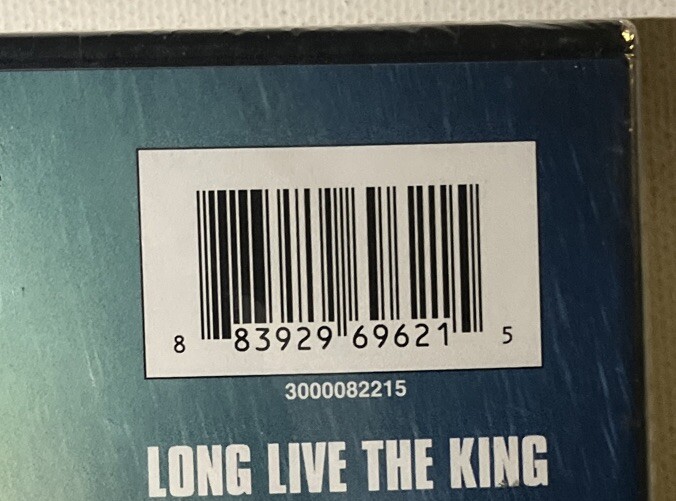 8 83929 69621 5
3000082215
LONG LIVE THE KING